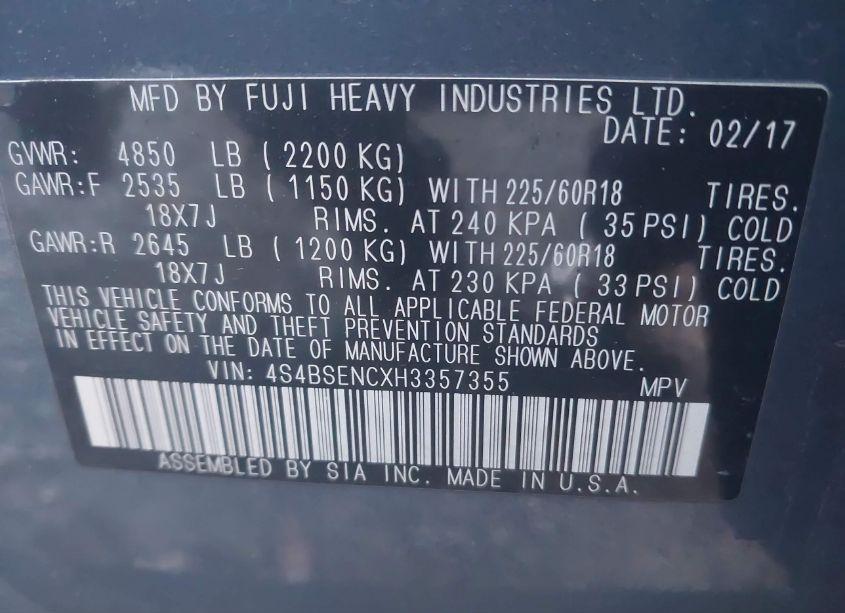 MFD BY FUJI HEAVY INDUSTRIES LTD.
DATE: 02/17
GVWR: 4850 LB ( 2200 KG)
GAWR:F 2535 LB ( 1150 KG) WITH 225/60R18 TIRES.
18X7J RIMS. AT 240 KPA ( 35 PSI) COLD
GAWR:R 2645 LB ( 1200 KG) WITH 225/60R18 TIRES.
18X7J RIMS. AT 230 KPA ( 33 PSI) COLD
THIS VEHICLE CONFORMS TO ALL APPLICABLE FEDERAL MOTOR
VEHICLE SAFETY AND THEFT PREVENTION STANDARDS
IN EFFECT ON THE DATE OF MANUFACTURE SHOWN ABOVE.
VIN: 4S4BSENCXH3357355 MPV
ASSEMBLED BY SIA INC. MADE IN U.S.A.